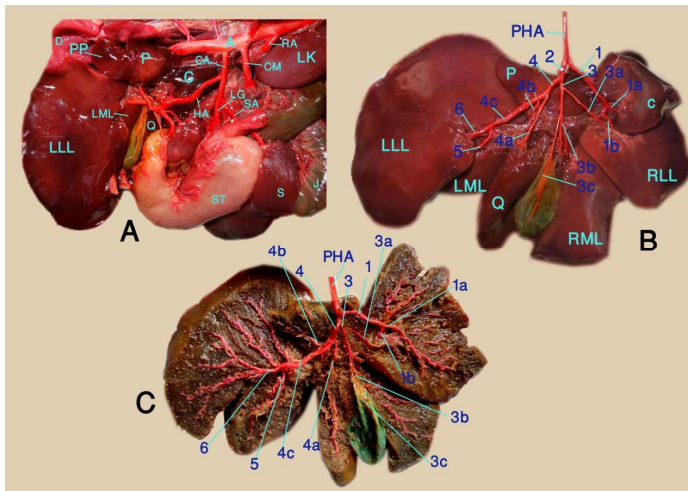 D
PP
P
A
RA
LK
CA
CM
C
HA
LG
SA
LML
Q
LLL
ST
S
J
A
PHA
4
2
1
P
3
3a
1a
4c
4b
C
6
LLL
5
4a
1b
3b
RLL
LML
3c
Q
RML
B
3a
PHA
1
4b
4
3
1a
C
1b
3b
6
5
4c
4a
3c